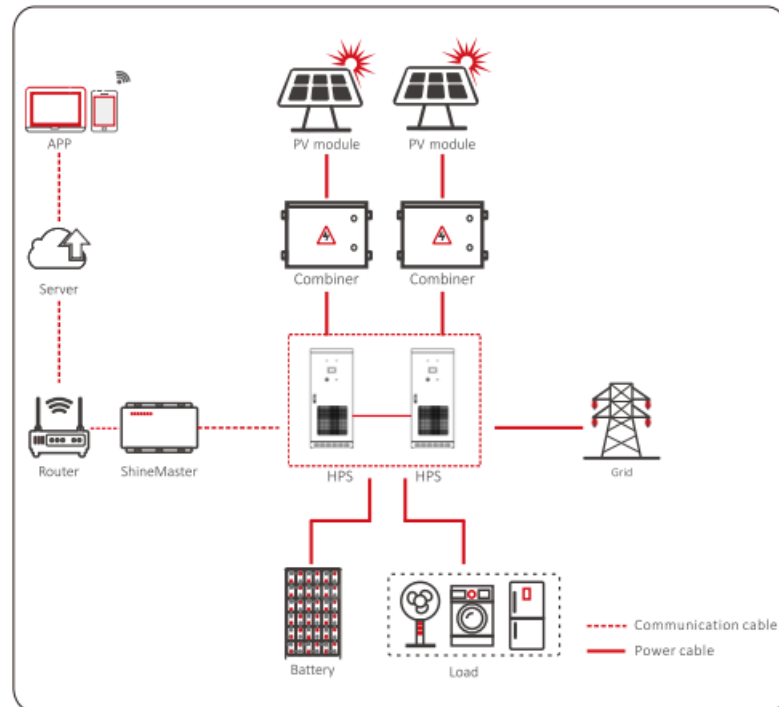 APP
PV module
PV module
Server
Combiner
Combiner
Router
ShineMaster
HPS
HPS
Grid
Battery
Load
Communication cable
Power cable